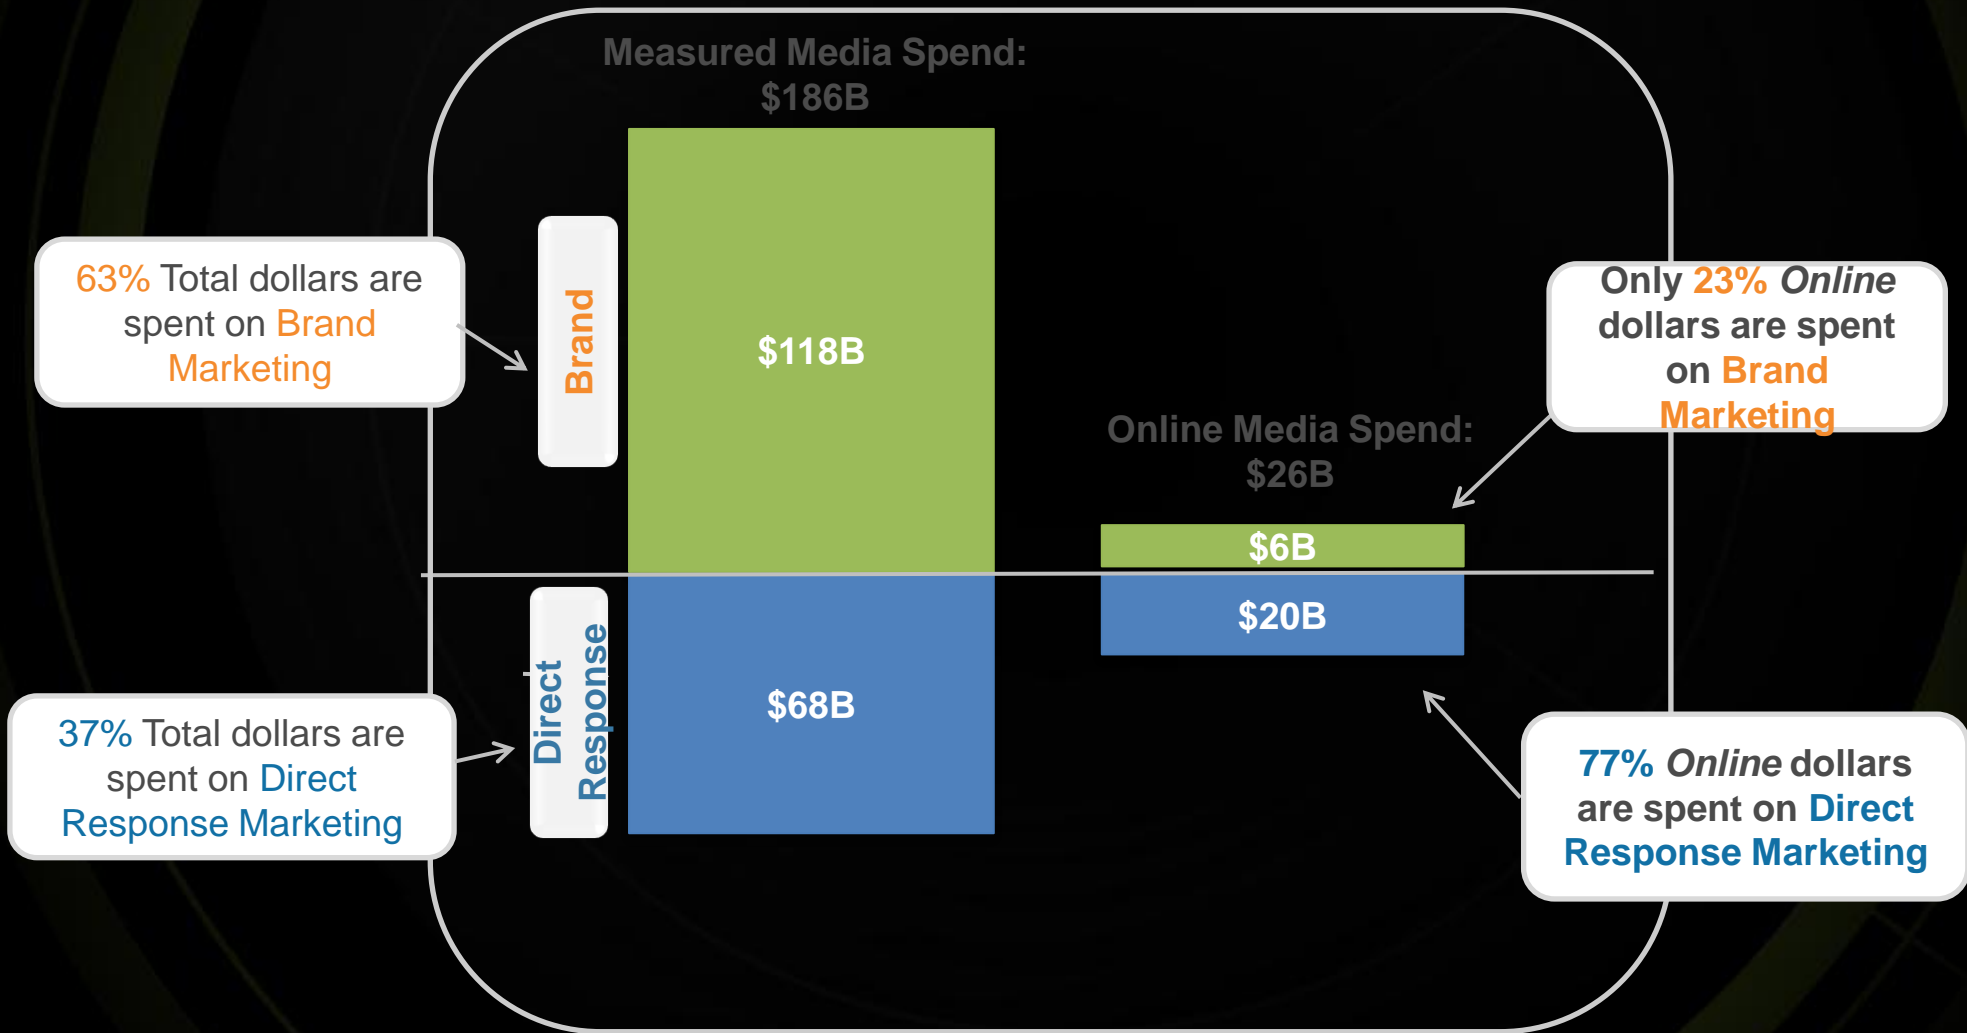 Measured Media Spend:
$186B
63% Total dollars are
spent on Brand
Marketing
Brand
$118B
Only 23% Online
dollars are spent
on Brand
Marketing
Online Media Spend:
$26B
$6B
$20B
Direct
Response
$68B
37% Total dollars are
spent on Direct
Response Marketing
77% Online dollars
are spent on Direct
Response Marketing